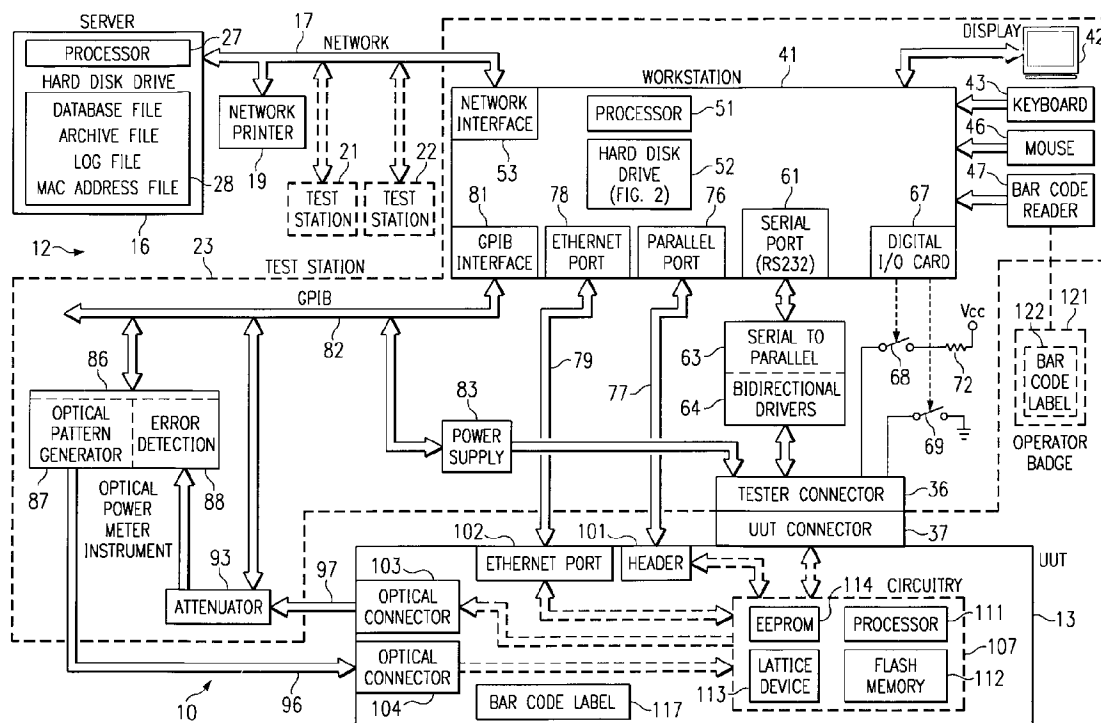 SERVER
PROCESSOR
27
HARD DISK DRIVE
DATABASE FILE
ARCHIVE FILE
LOG FILE
MAC ADDRESS FILE
28
16
12
17
NETWORK
NETWORK
PRINTER
19
21
TEST
STATION
22
TEST
STATION
23
TEST STATION
DISPLAY
42
WORKSTATION
41
NETWORK
INTERFACE
53
PROCESSOR
51
HARD DISK
DRIVE
(FIG. 2)
52
43
KEYBOARD
46
MOUSE
47
BAR CODE
READER
81
GPIB
INTERFACE
78
ETHERNET
PORT
76
PARALLEL
PORT
61
SERIAL
PORT
(RS232)
67
DIGITAL
I/O CARD
GPIB
82
79
77
63
SERIAL TO
PARALLEL
64
BIDIRECTIONAL
DRIVERS
68
72
Vcc
69
122
121
BAR
CODE
LABEL
OPERATOR
BADGE
86
OPTICAL
PATTERN
GENERATOR
ERROR
DETECTION
87
88
OPTICAL
POWER
METER
INSTRUMENT
83
POWER
SUPPLY
TESTER CONNECTOR
36
UUT CONNECTOR
37
93
ATTENUATOR
97
102
ETHERNET PORT
101
HEADER
UUT
13
103
OPTICAL
CONNECTOR
OPTICAL
CONNECTOR
104
96
10
BAR CODE LABEL
117
114
CIRCUITRY
EEPROM
PROCESSOR
111
107
LATTICE
DEVICE
113
FLASH
MEMORY
112